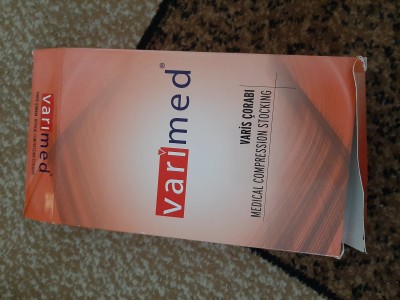 varimed®
VARİS ÇORABI
MEDICAL COMPRESSION STOCKING
varimed®